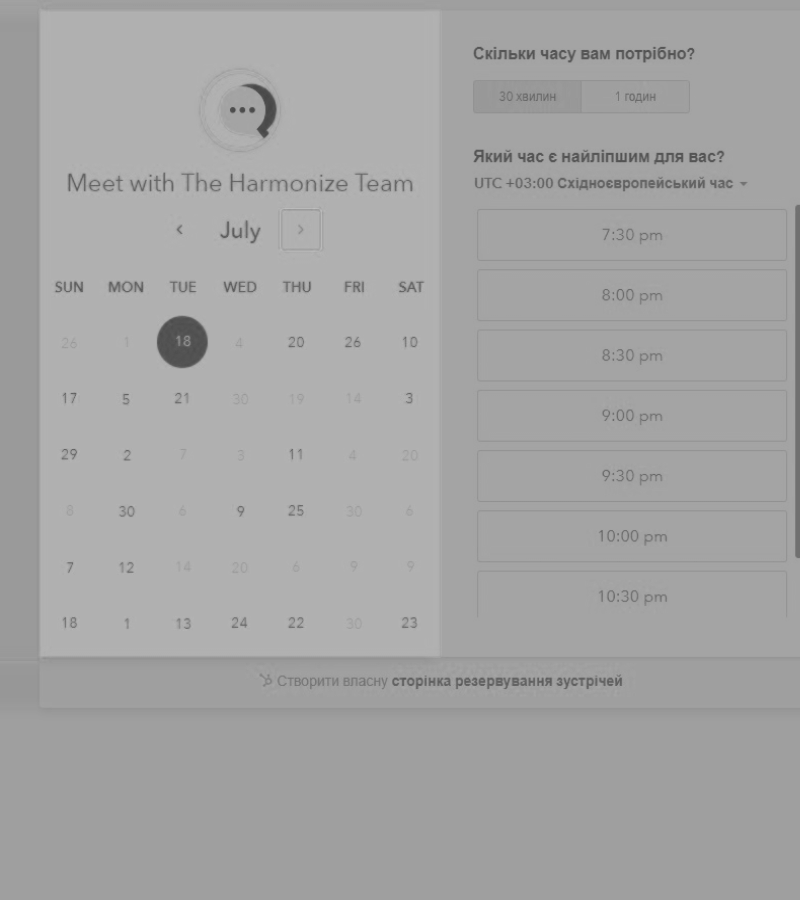 Meet with The Harmonize Team
July
SUN MON TUE WED THU FRI SAT
26 1 18 4 20 26 10
17 5 21 30 19 14 3
29 2 7 3 11 4 20
8 30 6 9 25 30 6
7 12 14 20 6 9 9
18 1 13 24 22 30 23
Скільки часу вам потрібно?
30 хвилин 1 годин
Який час є найліпшим для вас?
UTC +03:00 Східноєвропейський час
7:30 pm
8:00 pm
8:30 pm
9:00 pm
9:30 pm
10:00 pm
10:30 pm
Створити власну сторінка резервування зустрічей